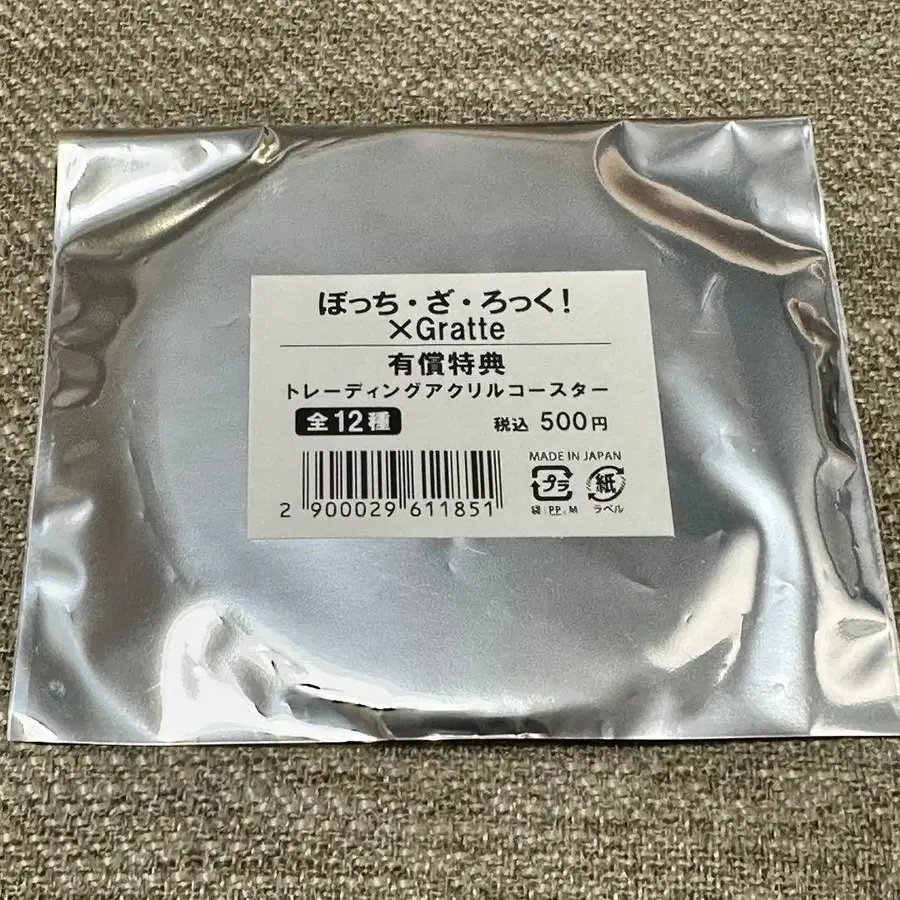 ぼっち・ざ・ろっく!
×Gratte
有償特典
トレーディングアクリルコースター
全12種 税込 500円
MADE IN JAPAN
プラ 紙
袋:PP,M ラベル
2 900029 611851